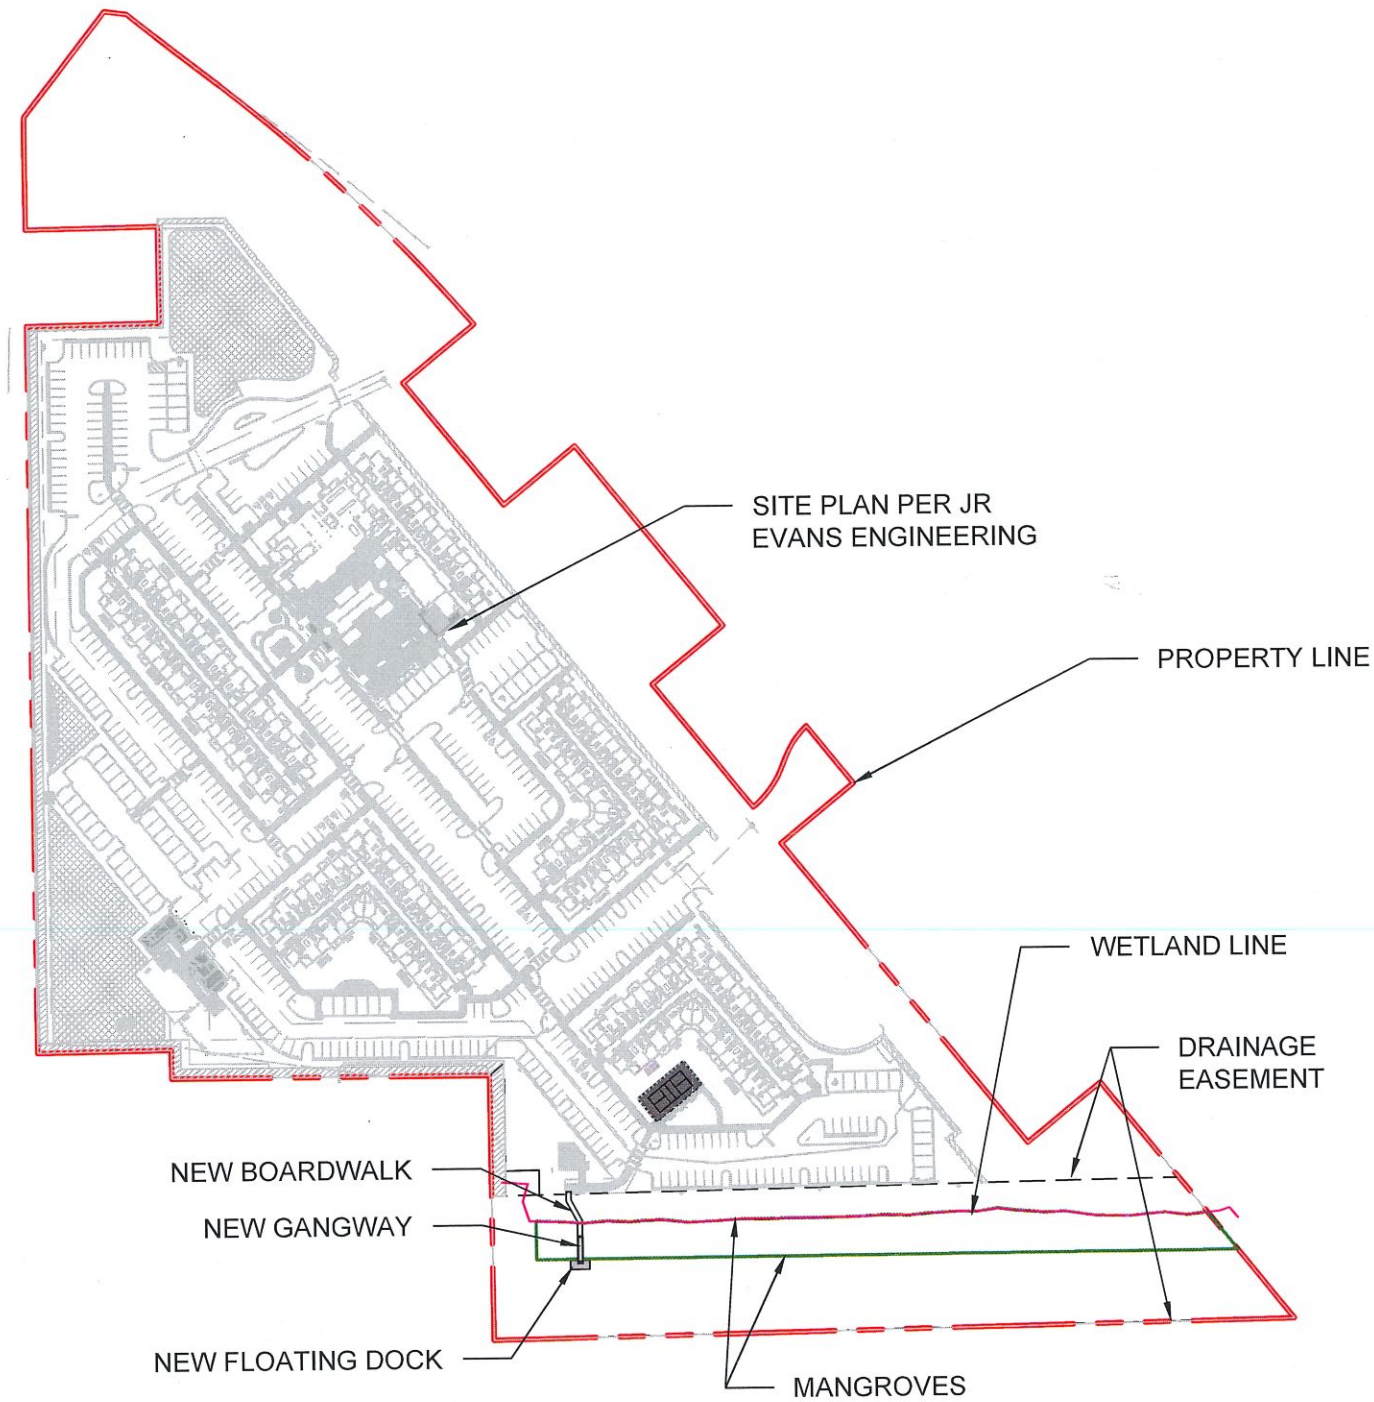 SITE PLAN PER JR
EVANS ENGINEERING
PROPERTY LINE
WETLAND LINE
DRAINAGE
EASEMENT
NEW BOARDWALK
NEW GANGWAY
NEW FLOATING DOCK
MANGROVES